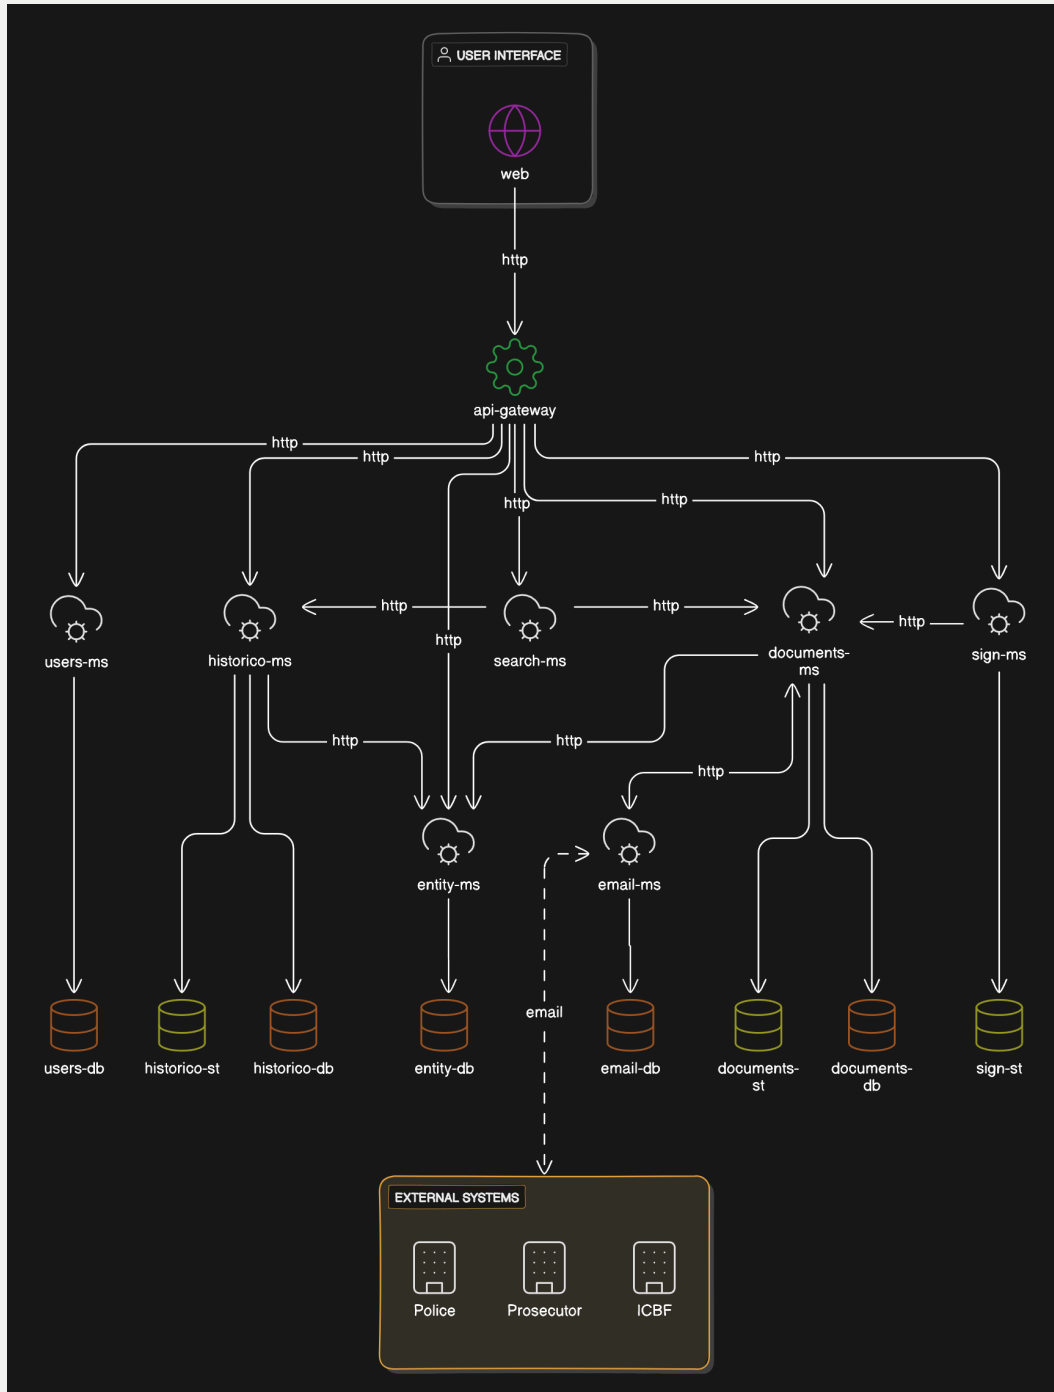 USER INTERFACE
web
http
api-gateway
http
http
http
http
http
http
http
http
http
users-ms
historico-ms
search-ms
documents-
ms
sign-ms
http
http
http
entity-ms
email-ms
email
users-db
historico-st
historico-db
entity-db
email-db
documents-
st
documents-
db
sign-st
EXTERNAL SYSTEMS
Police
Prosecutor
ICBF